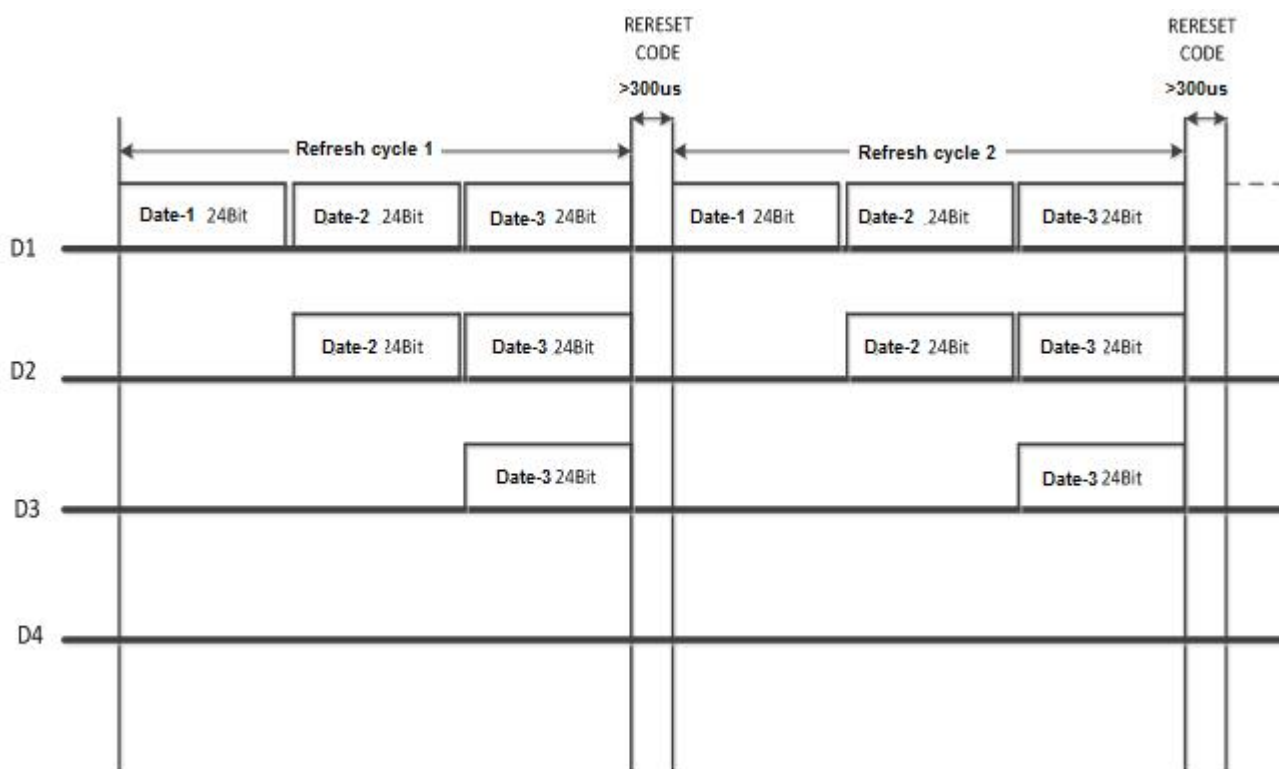 RERESET
CODE
>300us
RERESET
CODE
>300us
Refresh cycle 1
Refresh cycle 2
D1 Date-1 24Bit Date-2 24Bit Date-3 24Bit Date-1 24Bit Date-2 24Bit Date-3 24Bit
D2 Date-2 24Bit Date-3 24Bit Date-2 24Bit Date-3 24Bit
D3 Date-3 24Bit Date-3 24Bit
D4